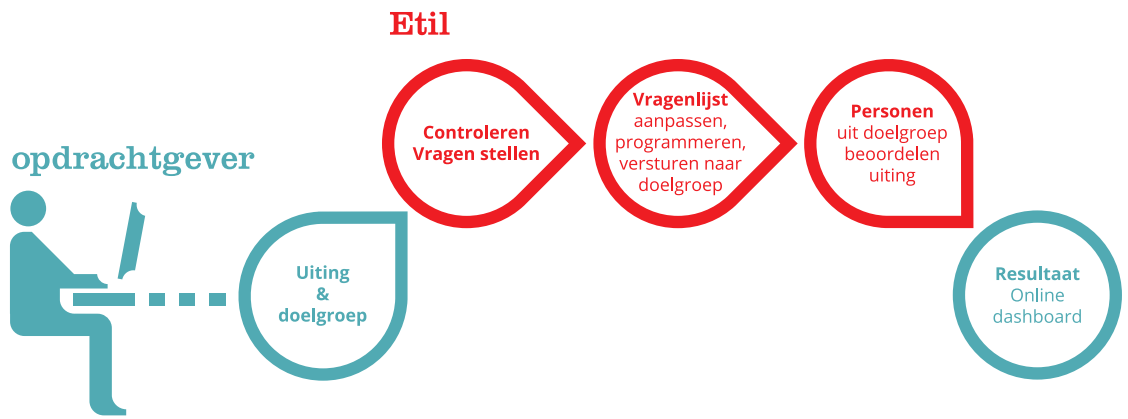 Etil
opdrachtgever
Uiting
&
doelgroep
Controleren
Vragen stellen
Vragenlijst
aanpassen,
programmeren,
versturen naar
doelgroep
Personen
uit doelgroep
beoordelen
uiting
Resultaat
Online
dashboard